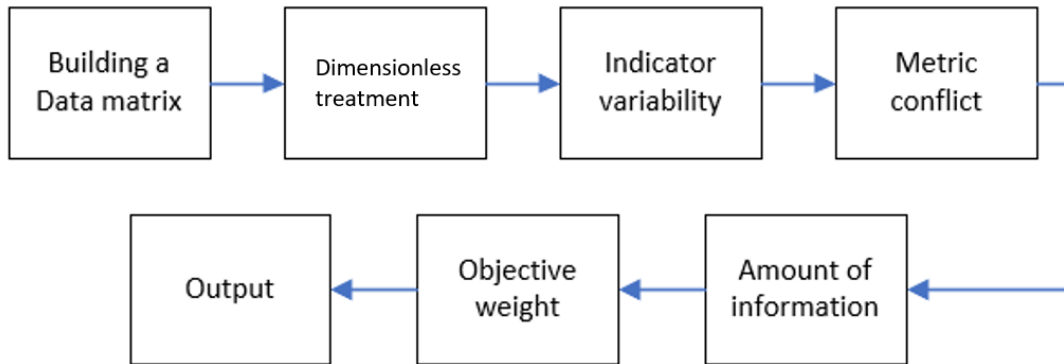 Building a
Data matrix
Dimensionless
treatment
Indicator
variability
Metric
conflict
Amount of
information
Objective
weight
Output